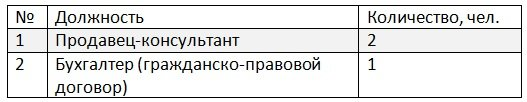 № Должность Количество, чел.
1 Продавец-консультант 2
2 Бухгалтер (гражданско-правовой 1
договор)